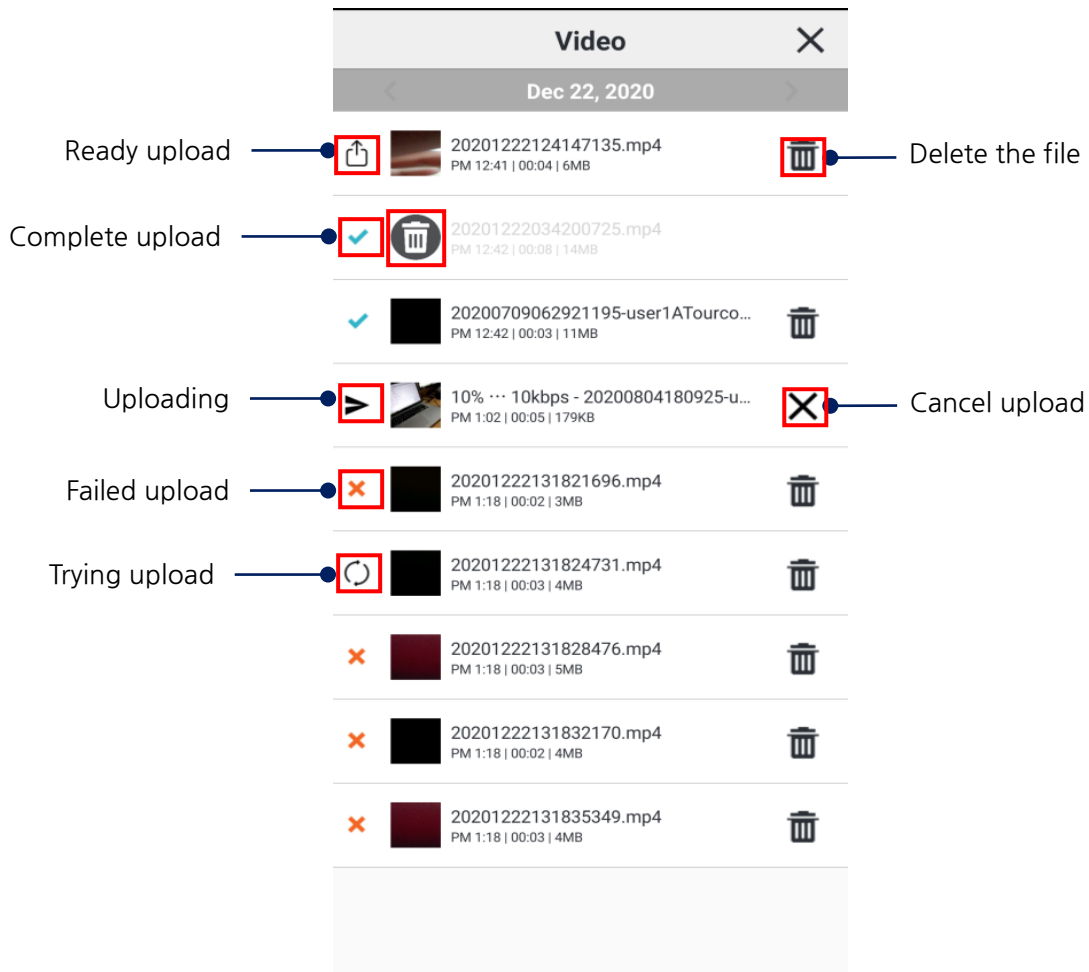 Video
Dec 22, 2020
Ready upload
20201222124147135.mp4
PM 12:41 | 00:04 | 6MB
Delete the file
Complete upload
20201222034200725.mp4
PM 12:42 | 00:08 | 14MB
20200709062921195-user1ATourco...
PM 12:42 | 00:03 | 11MB
Uploading
10% ··· 10kbps - 20200804180925-u...
PM 1:02 | 00:05 | 179KB
Cancel upload
Failed upload
20201222131821696.mp4
PM 1:18 | 00:02 | 3MB
Trying upload
20201222131824731.mp4
PM 1:18 | 00:03 | 4MB
20201222131828476.mp4
PM 1:18 | 00:03 | 5MB
20201222131832170.mp4
PM 1:18 | 00:02 | 4MB
20201222131835349.mp4
PM 1:18 | 00:03 | 4MB